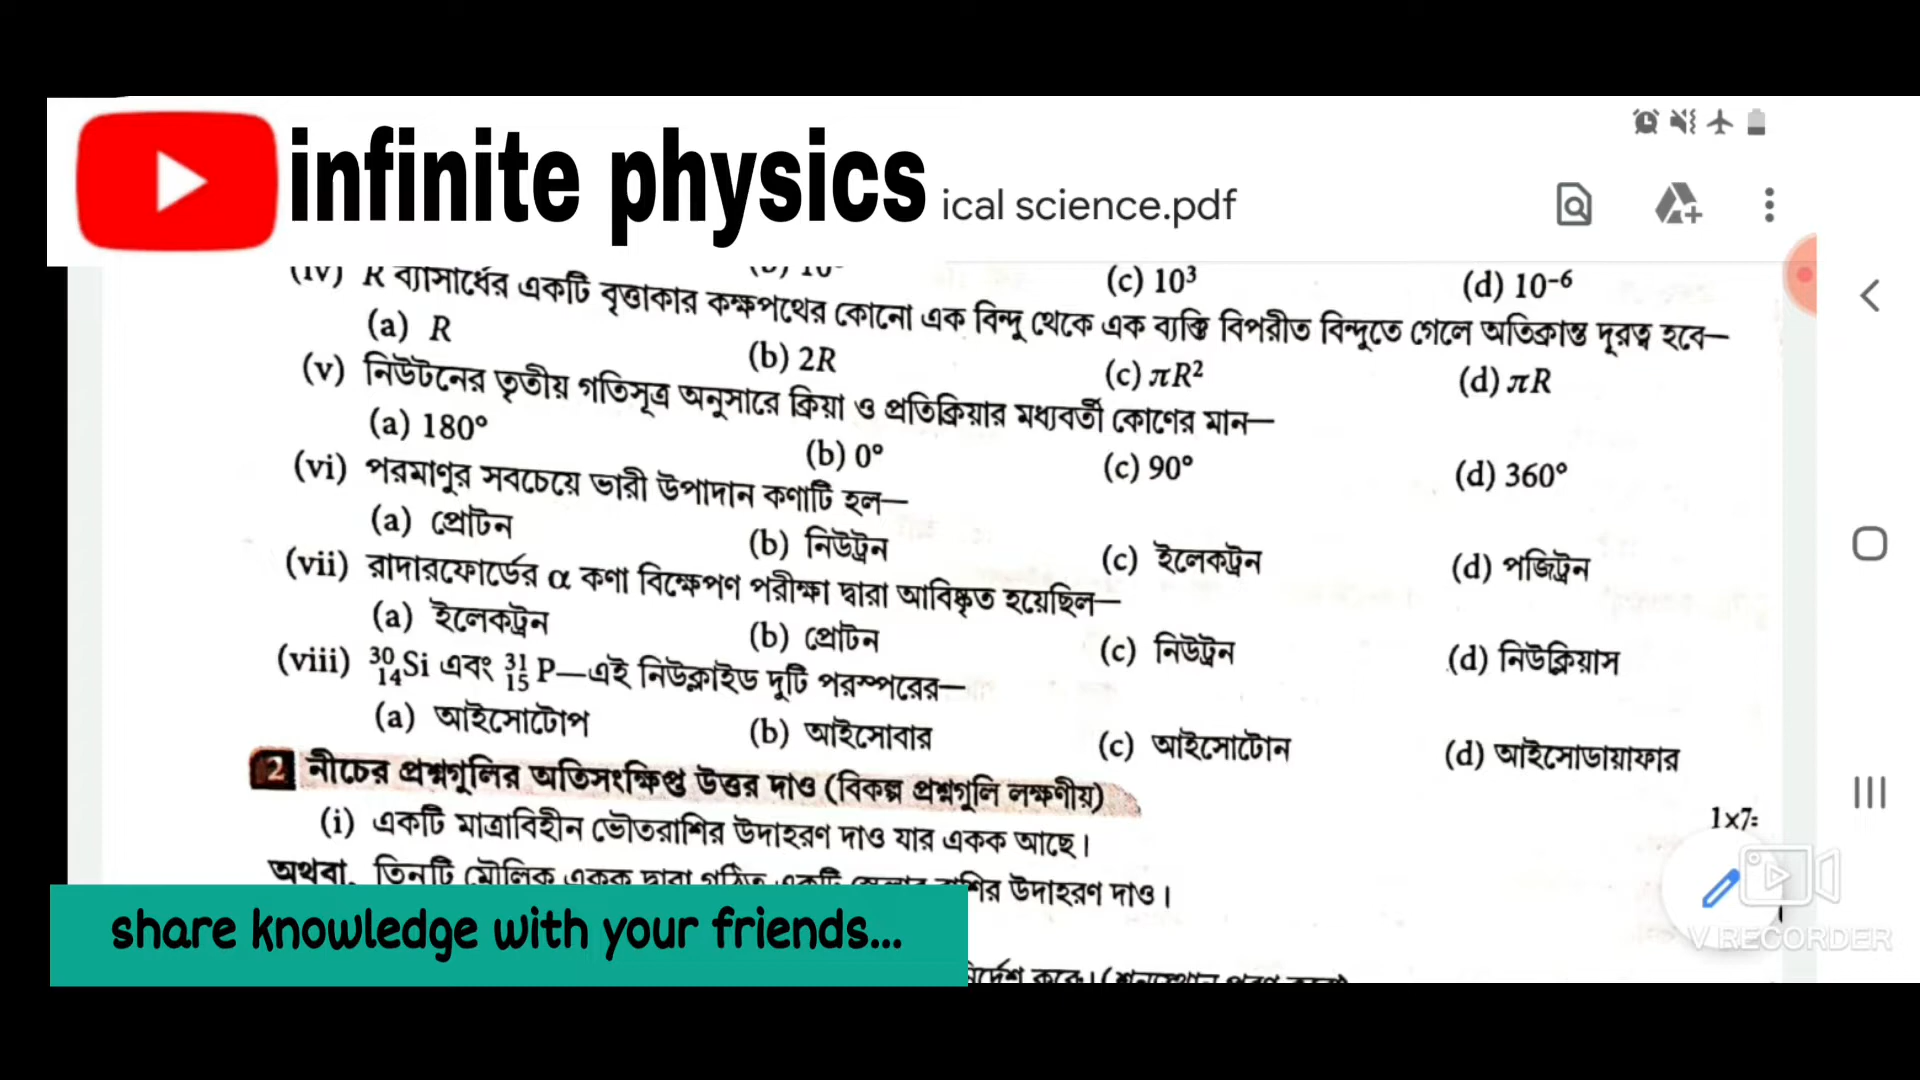 infinite physics
ical science.pdf
(c) 10³ (d) 10⁻⁶
(iv) R ব্যাসার্ধের একটি বৃত্তাকার কক্ষপথের কোনো এক বিন্দু থেকে এক ব্যক্তি বিপরীত বিন্দুতে গেলে অতিক্রান্ত দূরত্ব হবে—
(a) R (b) 2R (c) πR² (d) πR
(v) নিউটনের তৃতীয় গতিসূত্র অনুসারে ক্রিয়া ও প্রতিক্রিয়ার মধ্যবর্তী কোণের মান—
(a) 180° (b) 0° (c) 90° (d) 360°
(vi) পরমাণুর সবচেয়ে ভারী উপাদান কণাটি হল—
(a) প্রোটন (b) নিউট্রন (c) ইলেকট্রন (d) পজিট্রন
(vii) রাদারফোর্ডের α কণা বিক্ষেপণ পরীক্ষা দ্বারা আবিষ্কৃত হয়েছিল—
(a) ইলেকট্রন (b) প্রোটন (c) নিউট্রন (d) নিউক্লিয়াস
(viii) ³⁰₁₄Si এবং ³¹₁₅P—এই নিউক্লাইড দুটি পরস্পরের—
(a) আইসোটোপ (b) আইসোবার (c) আইসোটোন (d) আইসোডায়াফার
2 নীচের প্রশ্নগুলির অতিসংক্ষিপ্ত উত্তর দাও (বিকল্প প্রশ্নগুলি লক্ষণীয়)
1×7=
(i) একটি মাত্রাবিহীন ভৌতরাশির উদাহরণ দাও যার একক আছে।
অথবা, তিনটি মৌলিক একক দ্বারা গঠিত একটি স্কেলার রাশির উদাহরণ দাও।
share knowledge with your friends...
V RECORDER